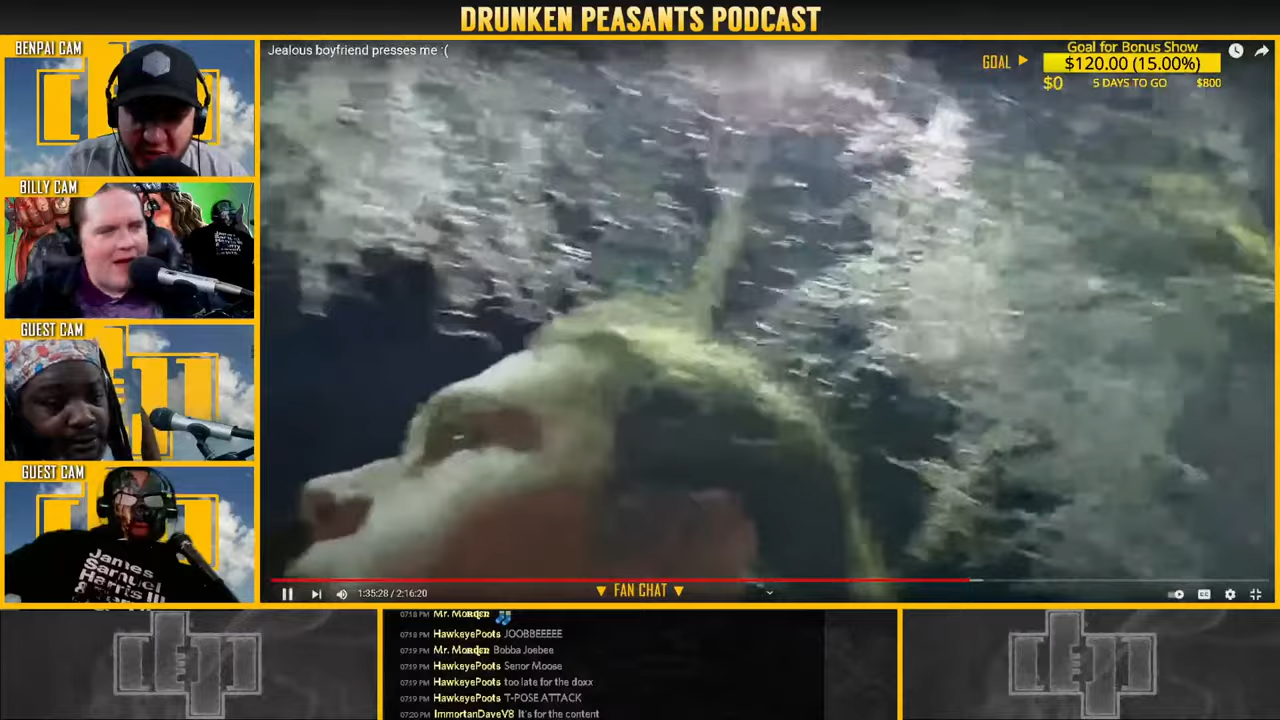 DRUNKEN PEASANTS PODCAST
BENPAI CAM
Jealous boyfriend presses me :(
GOAL
Goal for Bonus Show
$120.00 (15.00%)
$0 5 DAYS TO GO $800
BILLY CAM
GUEST CAM
GUEST CAM
James
Samuel
Harris III
1:35:28 / 2:16:20
FAN CHAT
07:18 PM Mr.
07:18 PM HawkeyePoots JOOBBEEEEE
07:19 PM Mr. Bobba Joebee
07:19 PM HawkeyePoots Senor Moose
07:19 PM HawkeyePoots too late for the doxx
07:19 PM HawkeyePoots T-POSE ATTACK
07:20 PM ImmortanDaveV8 It's for the content